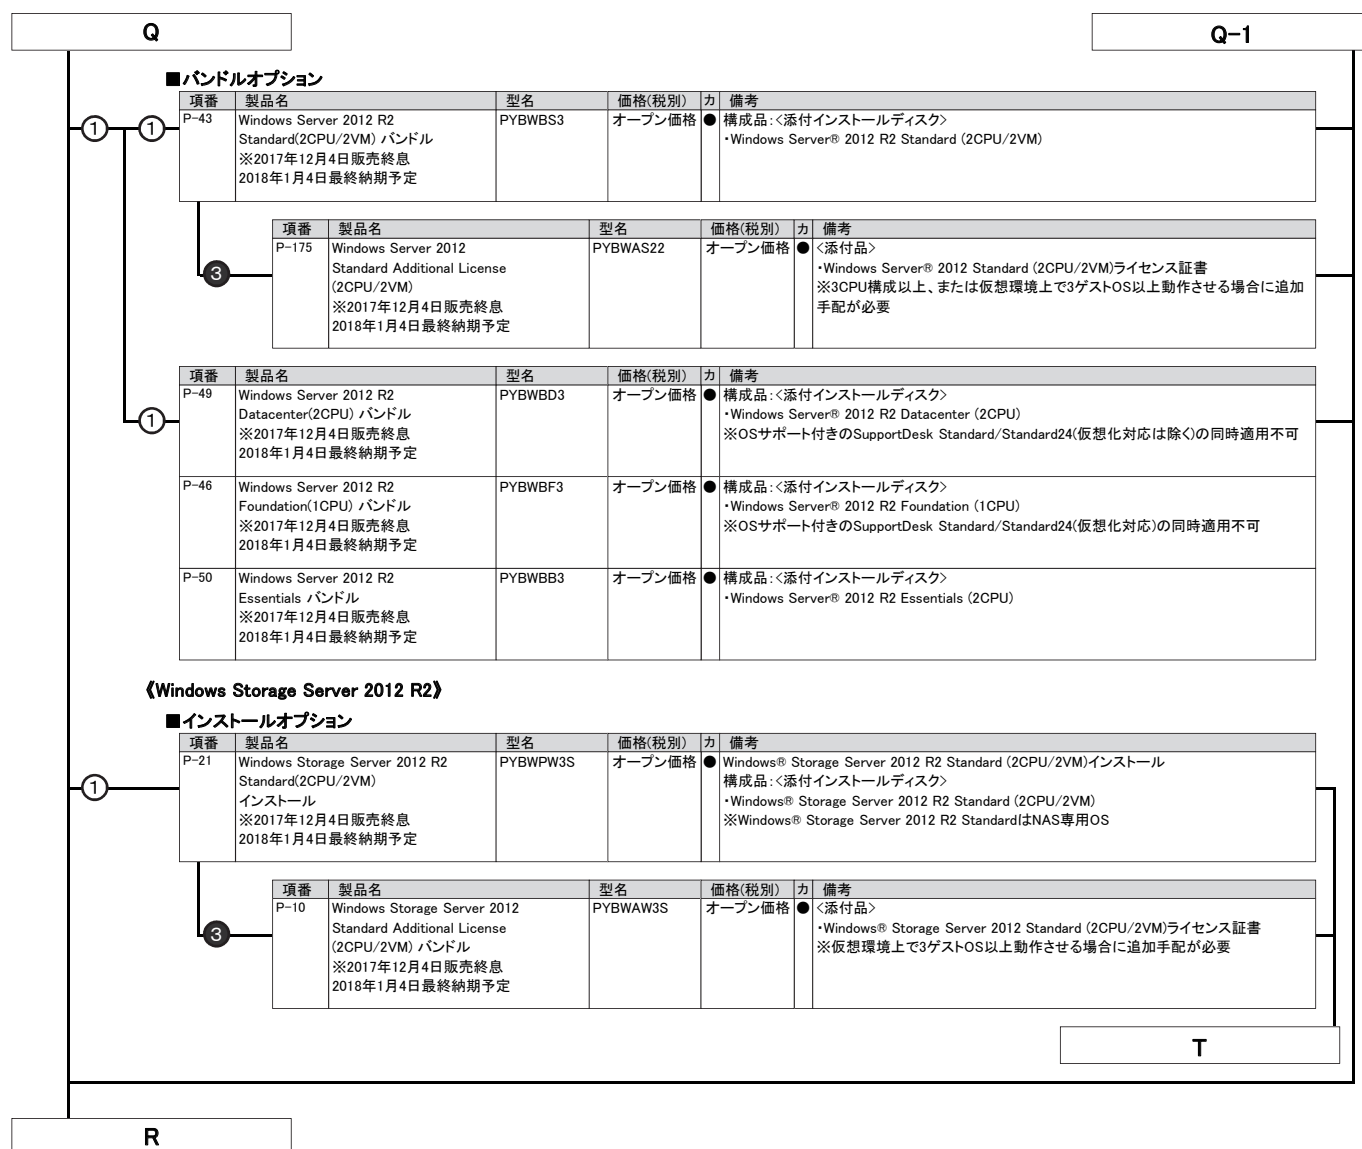 Q
Q-1
■バンドルオプション
項番 製品名 型名 価格(税別) カ 備考
P-43 Windows Server 2012 R2 PYBWBS3 オープン価格 ● 構成品:<添付インストールディスク>
Standard(2CPU/2VM) バンドル ・Windows Server® 2012 R2 Standard (2CPU/2VM)
※2017年12月4日販売終息
2018年1月4日最終納期予定
① ①
項番 製品名 型名 価格(税別) カ 備考
P-175 Windows Server 2012 PYBWAS22 オープン価格 ● <添付品>
Standard Additional License ・Windows Server® 2012 Standard (2CPU/2VM)ライセンス証書
(2CPU/2VM) ※3CPU構成以上、または仮想環境上で3ゲストOS以上動作させる場合に追加
※2017年12月4日販売終息 手配が必要
2018年1月4日最終納期予定
3
項番 製品名 型名 価格(税別) カ 備考
P-49 Windows Server 2012 R2 PYBWBD3 オープン価格 ● 構成品:<添付インストールディスク>
Datacenter(2CPU) バンドル ・Windows Server® 2012 R2 Datacenter (2CPU)
※2017年12月4日販売終息 ※OSサポート付きのSupportDesk Standard/Standard24(仮想化対応は除く)の同時適用不可
2018年1月4日最終納期予定
①
P-46 Windows Server 2012 R2 PYBWBF3 オープン価格 ● 構成品:<添付インストールディスク>
Foundation(1CPU) バンドル ・Windows Server® 2012 R2 Foundation (1CPU)
※2017年12月4日販売終息 ※OSサポート付きのSupportDesk Standard/Standard24(仮想化対応)の同時適用不可
2018年1月4日最終納期予定
P-50 Windows Server 2012 R2 PYBWBB3 オープン価格 ● 構成品:<添付インストールディスク>
Essentials バンドル ・Windows Server® 2012 R2 Essentials (2CPU)
※2017年12月4日販売終息
2018年1月4日最終納期予定
《Windows Storage Server 2012 R2》
■インストールオプション
項番 製品名 型名 価格(税別) カ 備考
P-21 Windows Storage Server 2012 R2 PYBWPW3S オープン価格 ● Windows® Storage Server 2012 R2 Standard (2CPU/2VM)インストール
Standard(2CPU/2VM) 構成品:<添付インストールディスク>
インストール ・Windows® Storage Server 2012 R2 Standard (2CPU/2VM)
※2017年12月4日販売終息 ※Windows® Storage Server 2012 R2 StandardはNAS専用OS
2018年1月4日最終納期予定
①
項番 製品名 型名 価格(税別) カ 備考
P-10 Windows Storage Server 2012 PYBWAW3S オープン価格 ● <添付品>
Standard Additional License ・Windows® Storage Server 2012 Standard (2CPU/2VM)ライセンス証書
(2CPU/2VM) バンドル ※仮想環境上で3ゲストOS以上動作させる場合に追加手配が必要
※2017年12月4日販売終息
2018年1月4日最終納期予定
3
T
R